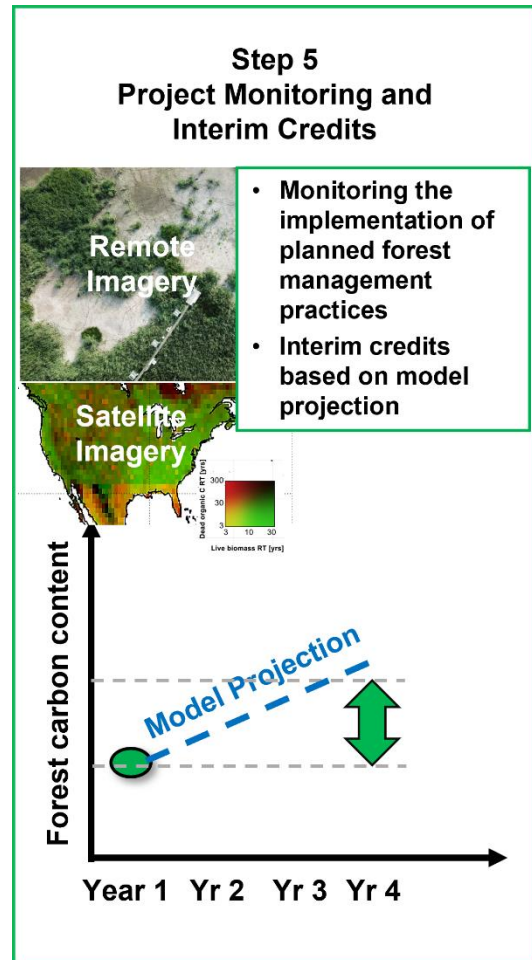 Step 5
Project Monitoring and
Interim Credits
Remote
Imagery
• Monitoring the
implementation of
planned forest
management
practices
• Interim credits
based on model
projection
Satellite
Imagery
Dead organic C RT [yrs]
300
30
3
3 10 30
Live biomass RT [yrs]
Forest carbon content
Model Projection
Year 1 Yr 2 Yr 3 Yr 4